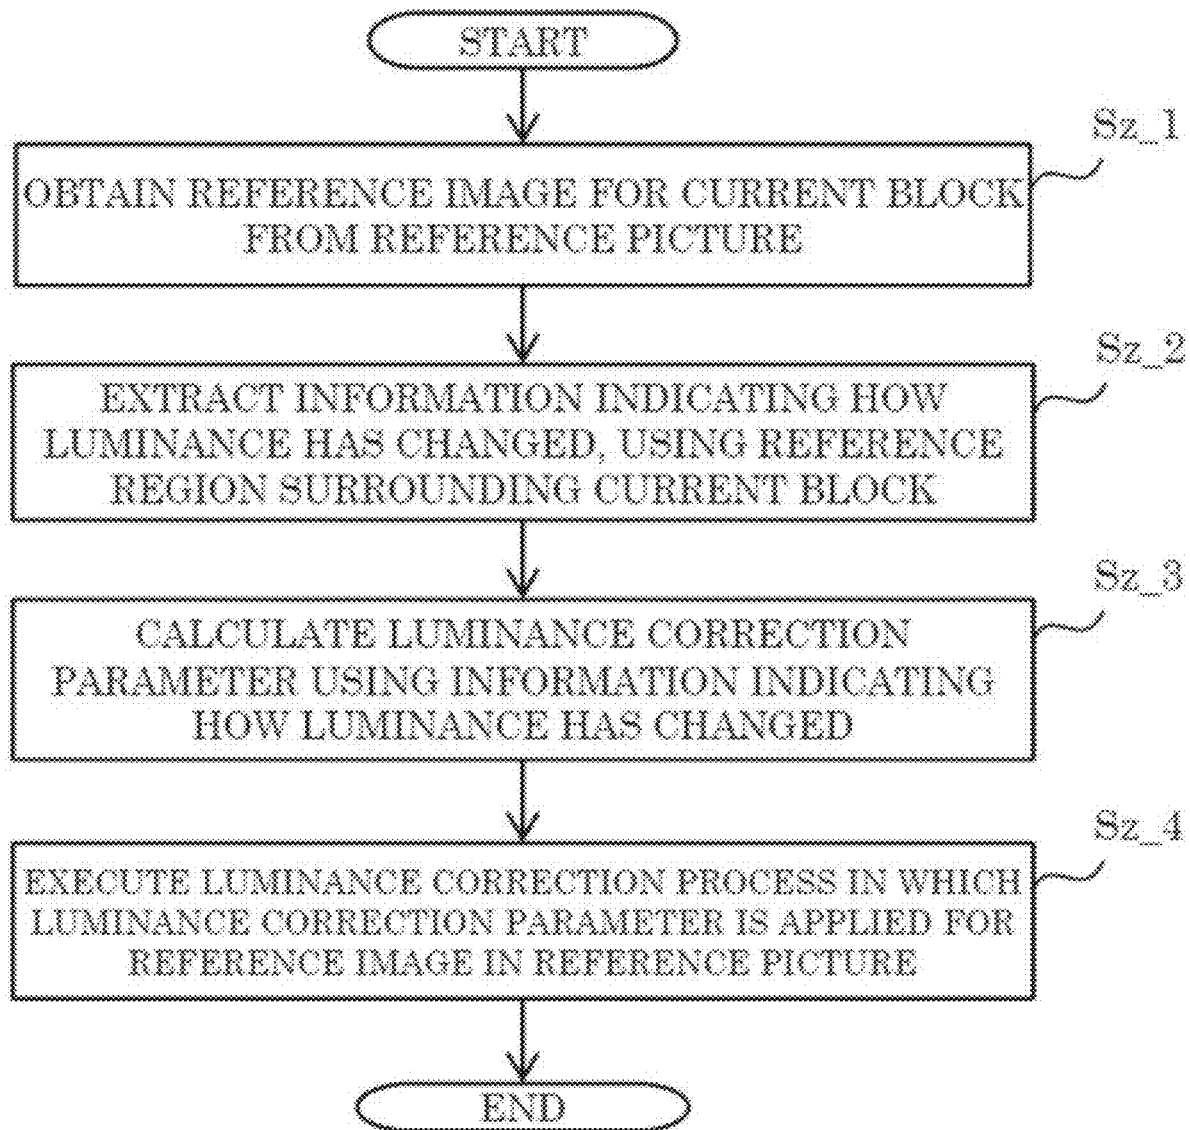 START
Sz_1
OBTAIN REFERENCE IMAGE FOR CURRENT BLOCK
FROM REFERENCE PICTURE
Sz_2
EXTRACT INFORMATION INDICATING HOW
LUMINANCE HAS CHANGED, USING REFERENCE
REGION SURROUNDING CURRENT BLOCK
Sz_3
CALCULATE LUMINANCE CORRECTION
PARAMETER USING INFORMATION INDICATING
HOW LUMINANCE HAS CHANGED
Sz_4
EXECUTE LUMINANCE CORRECTION PROCESS IN WHICH
LUMINANCE CORRECTION PARAMETER IS APPLIED FOR
REFERENCE IMAGE IN REFERENCE PICTURE
END